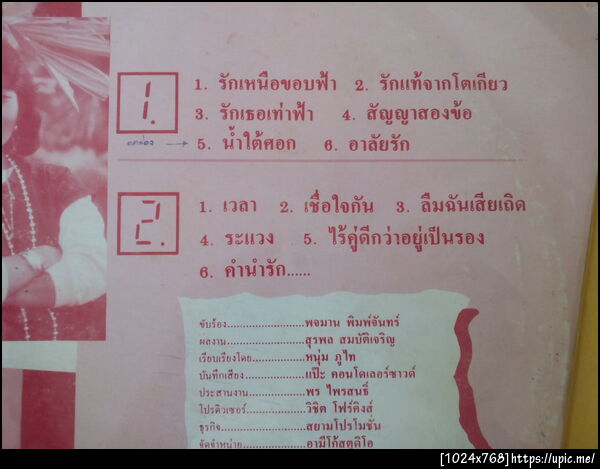 1. 1. รักเหนือขอบฟ้า 2. รักแท้จากโตเกียว
3. รักเธอเท่าฟ้า 4. สัญญาสองข้อ
5. น้ำใต้ศอก 6. อาลัยรัก
2. 1. เวลา 2. เชื่อใจกัน 3. ลืมฉันเสียเถิด
4. ระแวง 5. ไร้คู่ดีกว่าอยู่เป็นรอง
6. คำนำรัก......
ขับร้อง......................พจมาน พิมพ์จันทร์
ผลงาน......................สุรพล สมบัติเจริญ
เรียบเรียงโดย...............หนุ่ม ภูไท
บันทึกเสียง.................แป๊ะ คอนโดเลอร์ซาวด์
ประสานงาน................พร ไพรสนธิ์
โปรดิวเซอร์.................วิชิต โฟร์คิงส์
ธุรกิจ........................สยามโปรโมชั่น
จัดจำหน่าย.................อามีโก้สตูดิโอ
[1024x768]https://upic.me/